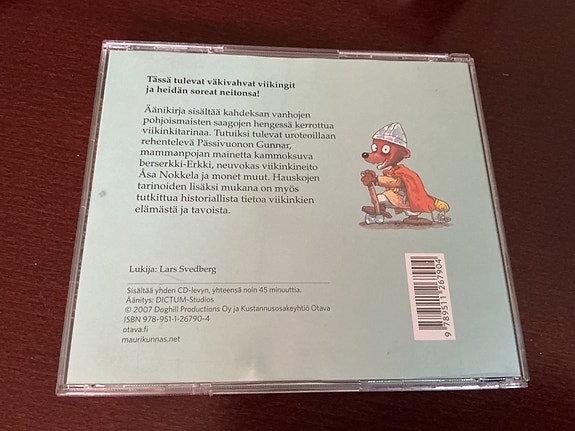 Tässä tulevat väkivahvat viikingit
ja heidän soreat neitonsa!
Äänikirja sisältää kahdeksan vanhojen
pohjoismaisten saagojen hengessä kerrottua
viikinkitarinaa. Tutuiksi tulevat uroteoillaan
rehentelevä Pässivuonon Gunnar,
mammanpojan mainetta kammoksuva
berserkki-Erkki, neuvokas viikinkineito
Åsa Nokkela ja monet muut. Hauskojen
tarinoiden lisäksi mukana on myös
tutkittua historiallista tietoa viikinkien
elämästä ja tavoista.
Lukija: Lars Svedberg
Sisältää yhden CD-levyn, yhteensä noin 45 minuuttia.
Äänitys: DICTUM-Studios
© 2007 Doghill Productions Oy ja Kustannusosakeyhtiö Otava
ISBN 978-951-1-26790-4
otava.fi
maurikunnas.net
9 789511 267904